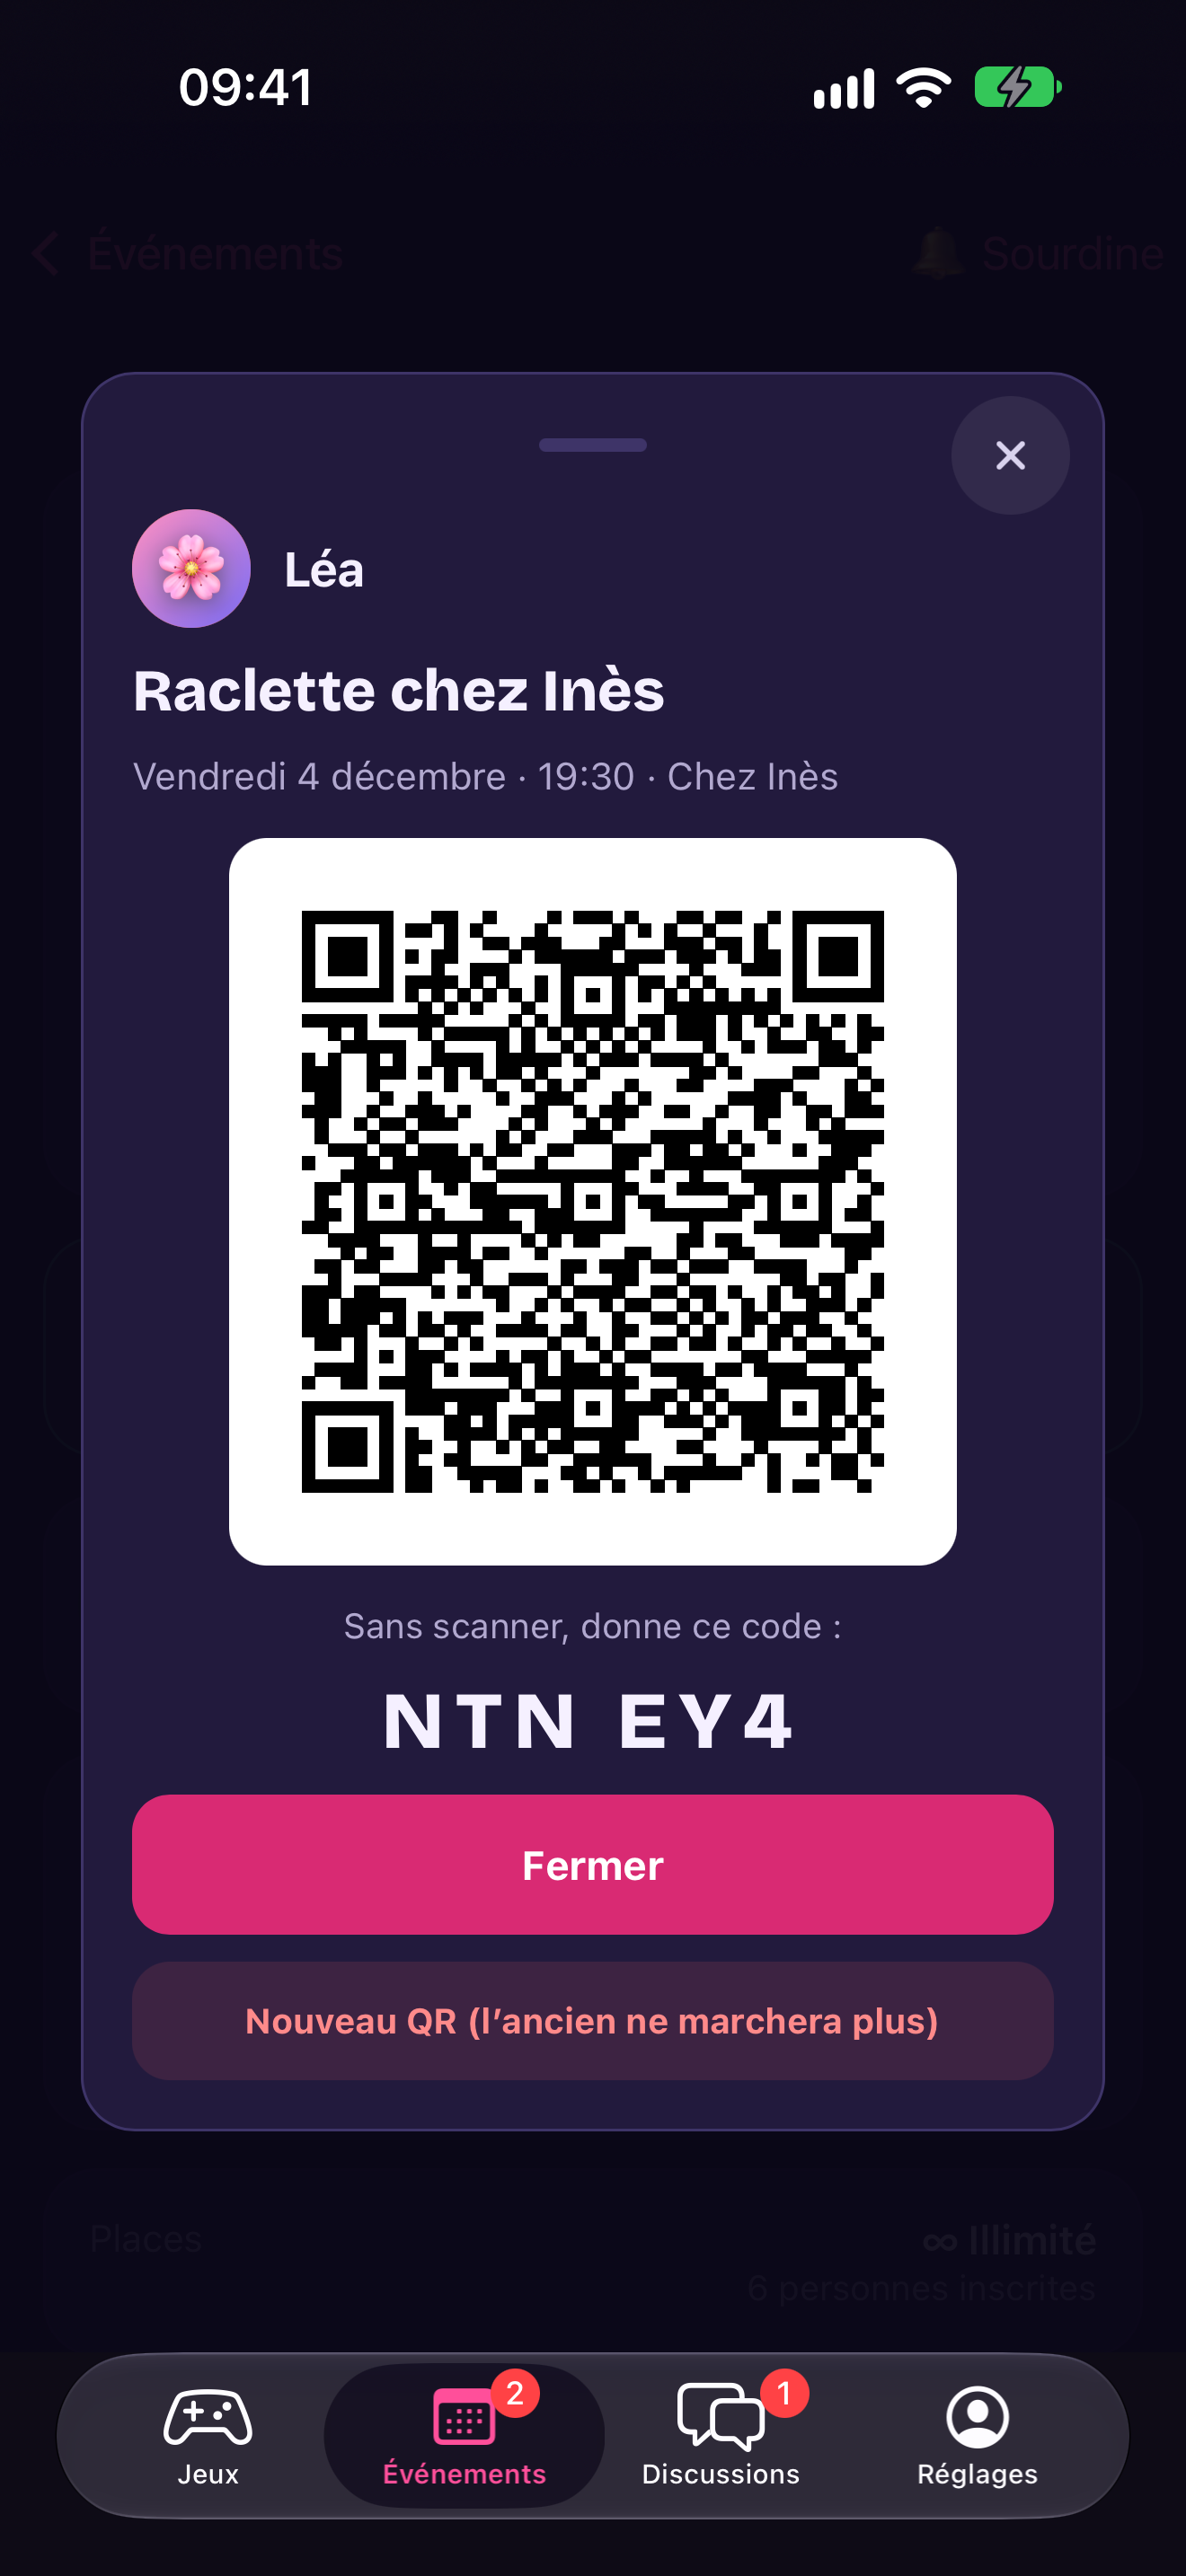 09:41
Événements
🔔 Sourdine
Léa
Raclette chez Inès
Vendredi 4 décembre · 19:30 · Chez Inès
Sans scanner, donne ce code :
NTN EY4
Fermer
Nouveau QR (l’ancien ne marchera plus)
Places
∞ Illimité
6 personnes inscrites
2
1
Jeux
Événements
Discussions
Réglages